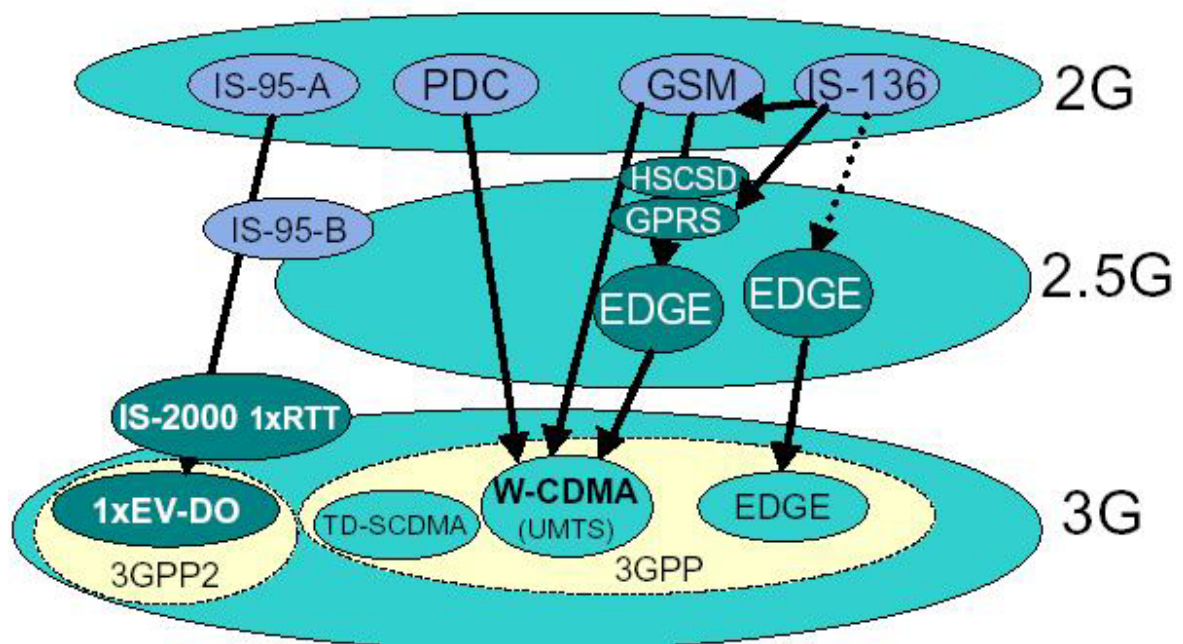 IS-95-A
PDC
GSM
IS-136
2G
HSCSD
GPRS
IS-95-B
EDGE
EDGE
2.5G
IS-2000 1xRTT
1xEV-DO
3GPP2
TD-SCDMA
W-CDMA
(UMTS)
EDGE
3GPP
3G